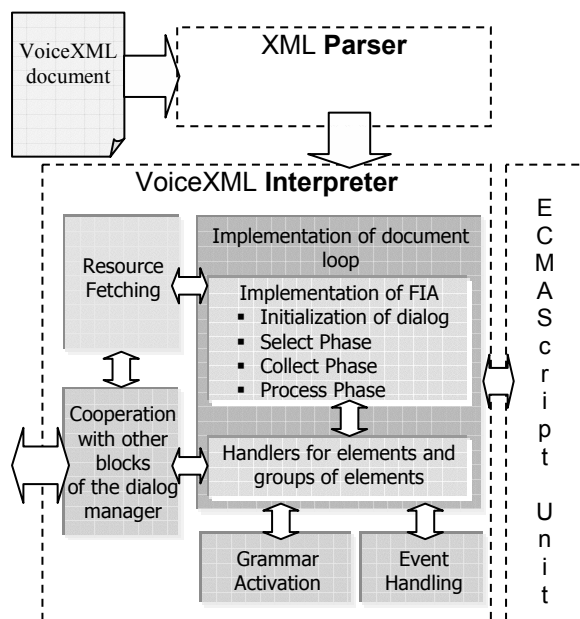 VoiceXML
document
XML Parser
VoiceXML Interpreter
Resource
Fetching
Implementation of document
loop
Implementation of FIA
▪ Initialization of dialog
▪ Select Phase
▪ Collect Phase
▪ Process Phase
Cooperation
with other
blocks
of the dialog
manager
Handlers for elements and
groups of elements
Grammar
Activation
Event
Handling
ECMAScript Unit